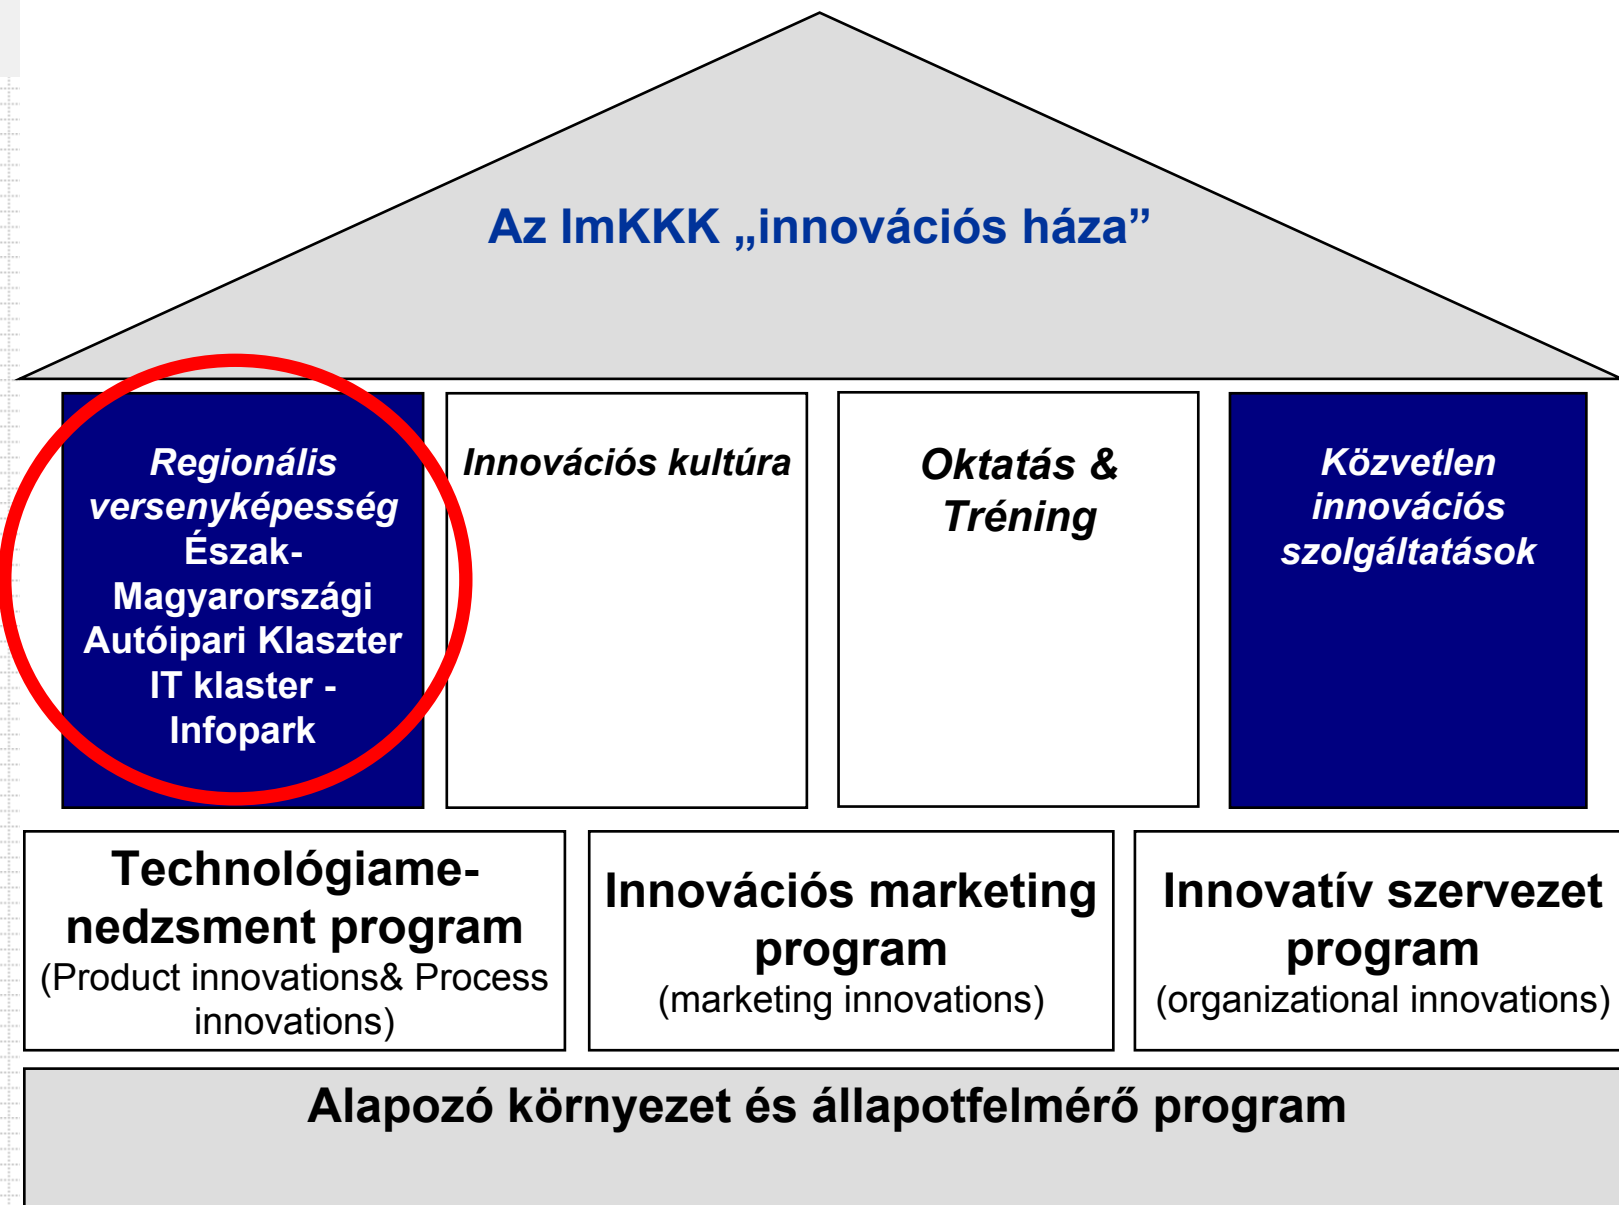 Az ImKKK „innovációs háza”
Regionális
versenyképesség
Észak-
Magyarországi
Autóipari Klaszter
IT klaster -
Infopark
Innovációs kultúra
Oktatás &
Tréning
Közvetlen
innovációs
szolgáltatások
Technológiame-
nedzsment program
(Product innovations& Process
innovations)
Innovációs marketing
program
(marketing innovations)
Innovatív szervezet
program
(organizational innovations)
Alapozó környezet és állapotfelmérő program